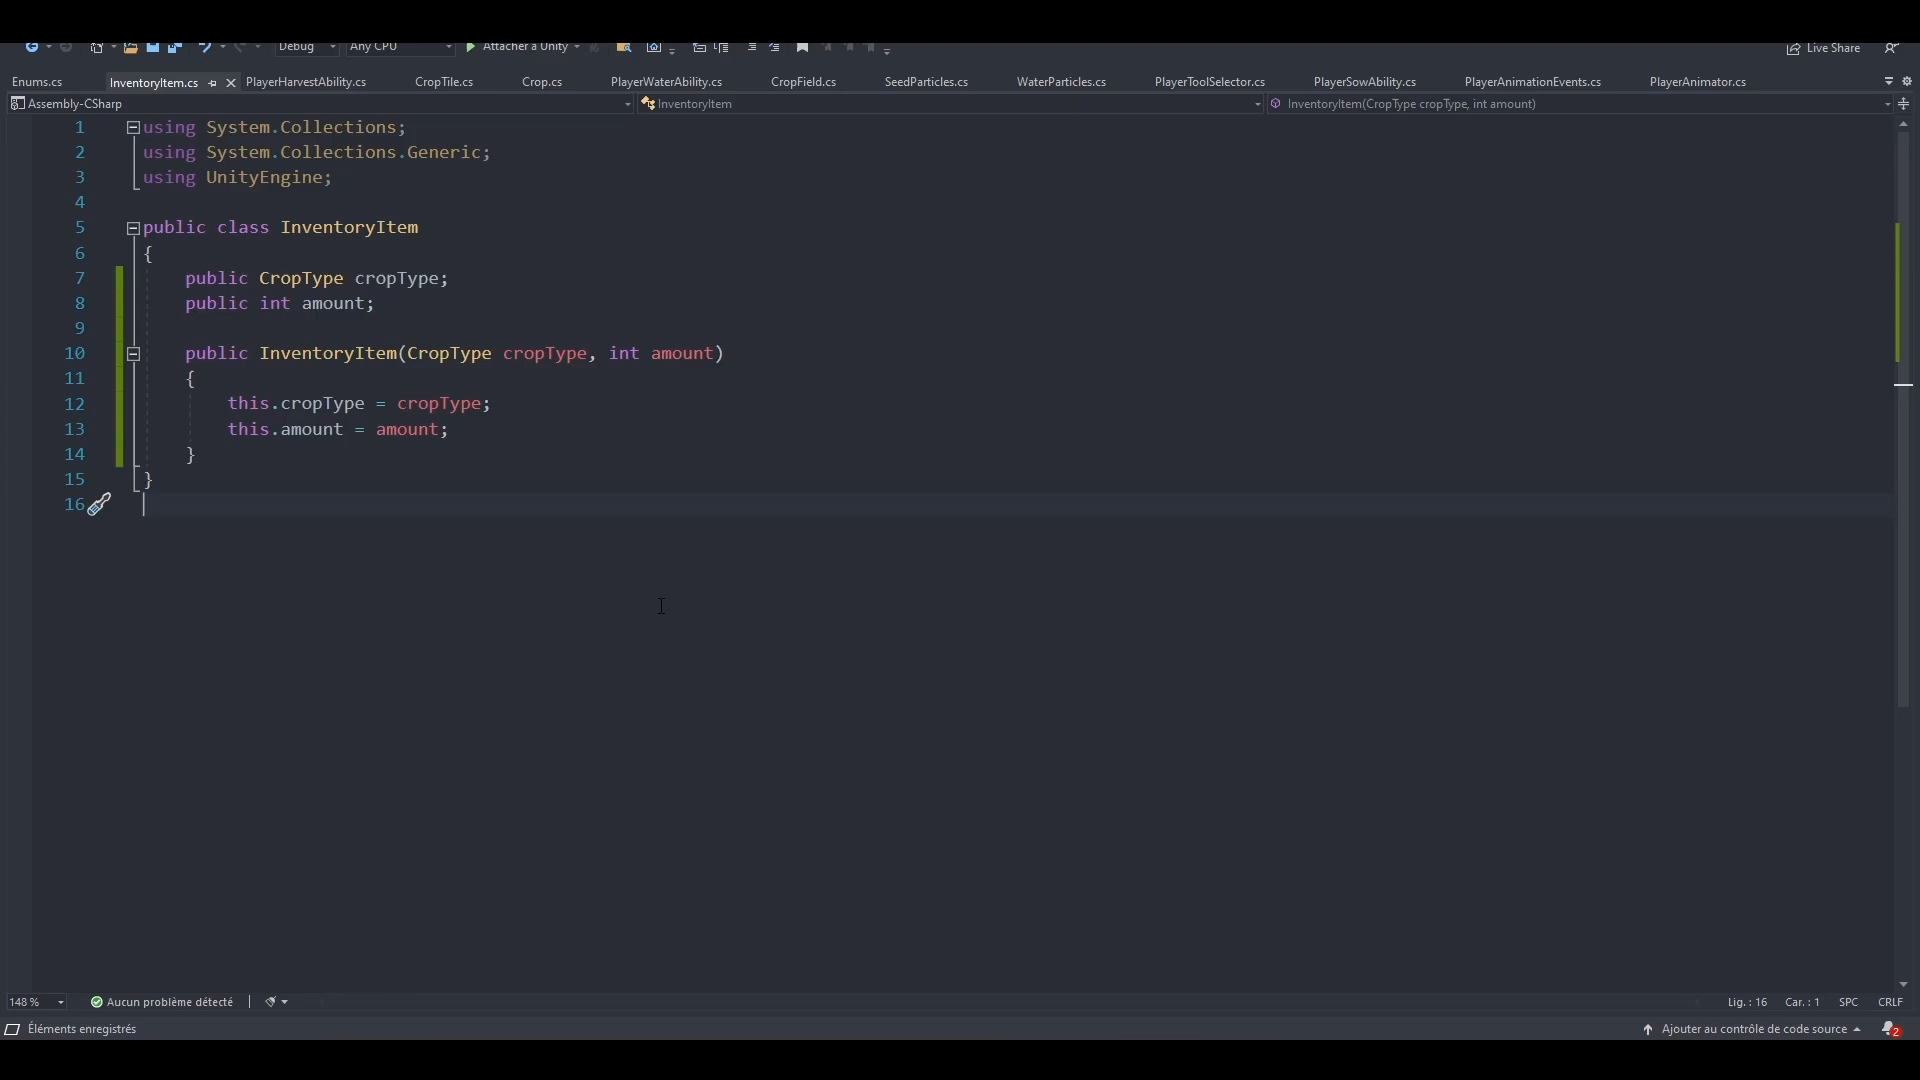 Debug Any CPU Attacher à Unity Live Share
Enums.cs InventoryItem.cs PlayerHarvestAbility.cs CropTile.cs Crop.cs PlayerWaterAbility.cs CropField.cs SeedParticles.cs WaterParticles.cs PlayerToolSelector.cs PlayerSowAbility.cs PlayerAnimationEvents.cs PlayerAnimator.cs
Assembly-CSharp InventoryItem InventoryItem(CropType cropType, int amount)
1 using System.Collections;
2 using System.Collections.Generic;
3 using UnityEngine;
4
5 public class InventoryItem
6 {
7 public CropType cropType;
8 public int amount;
9
10 public InventoryItem(CropType cropType, int amount)
11 {
12 this.cropType = cropType;
13 this.amount = amount;
14 }
15 }
16
148 % Aucun problème détecté Lig. : 16 Car. : 1 SPC CRLF
Éléments enregistrés Ajouter au contrôle de code source 2